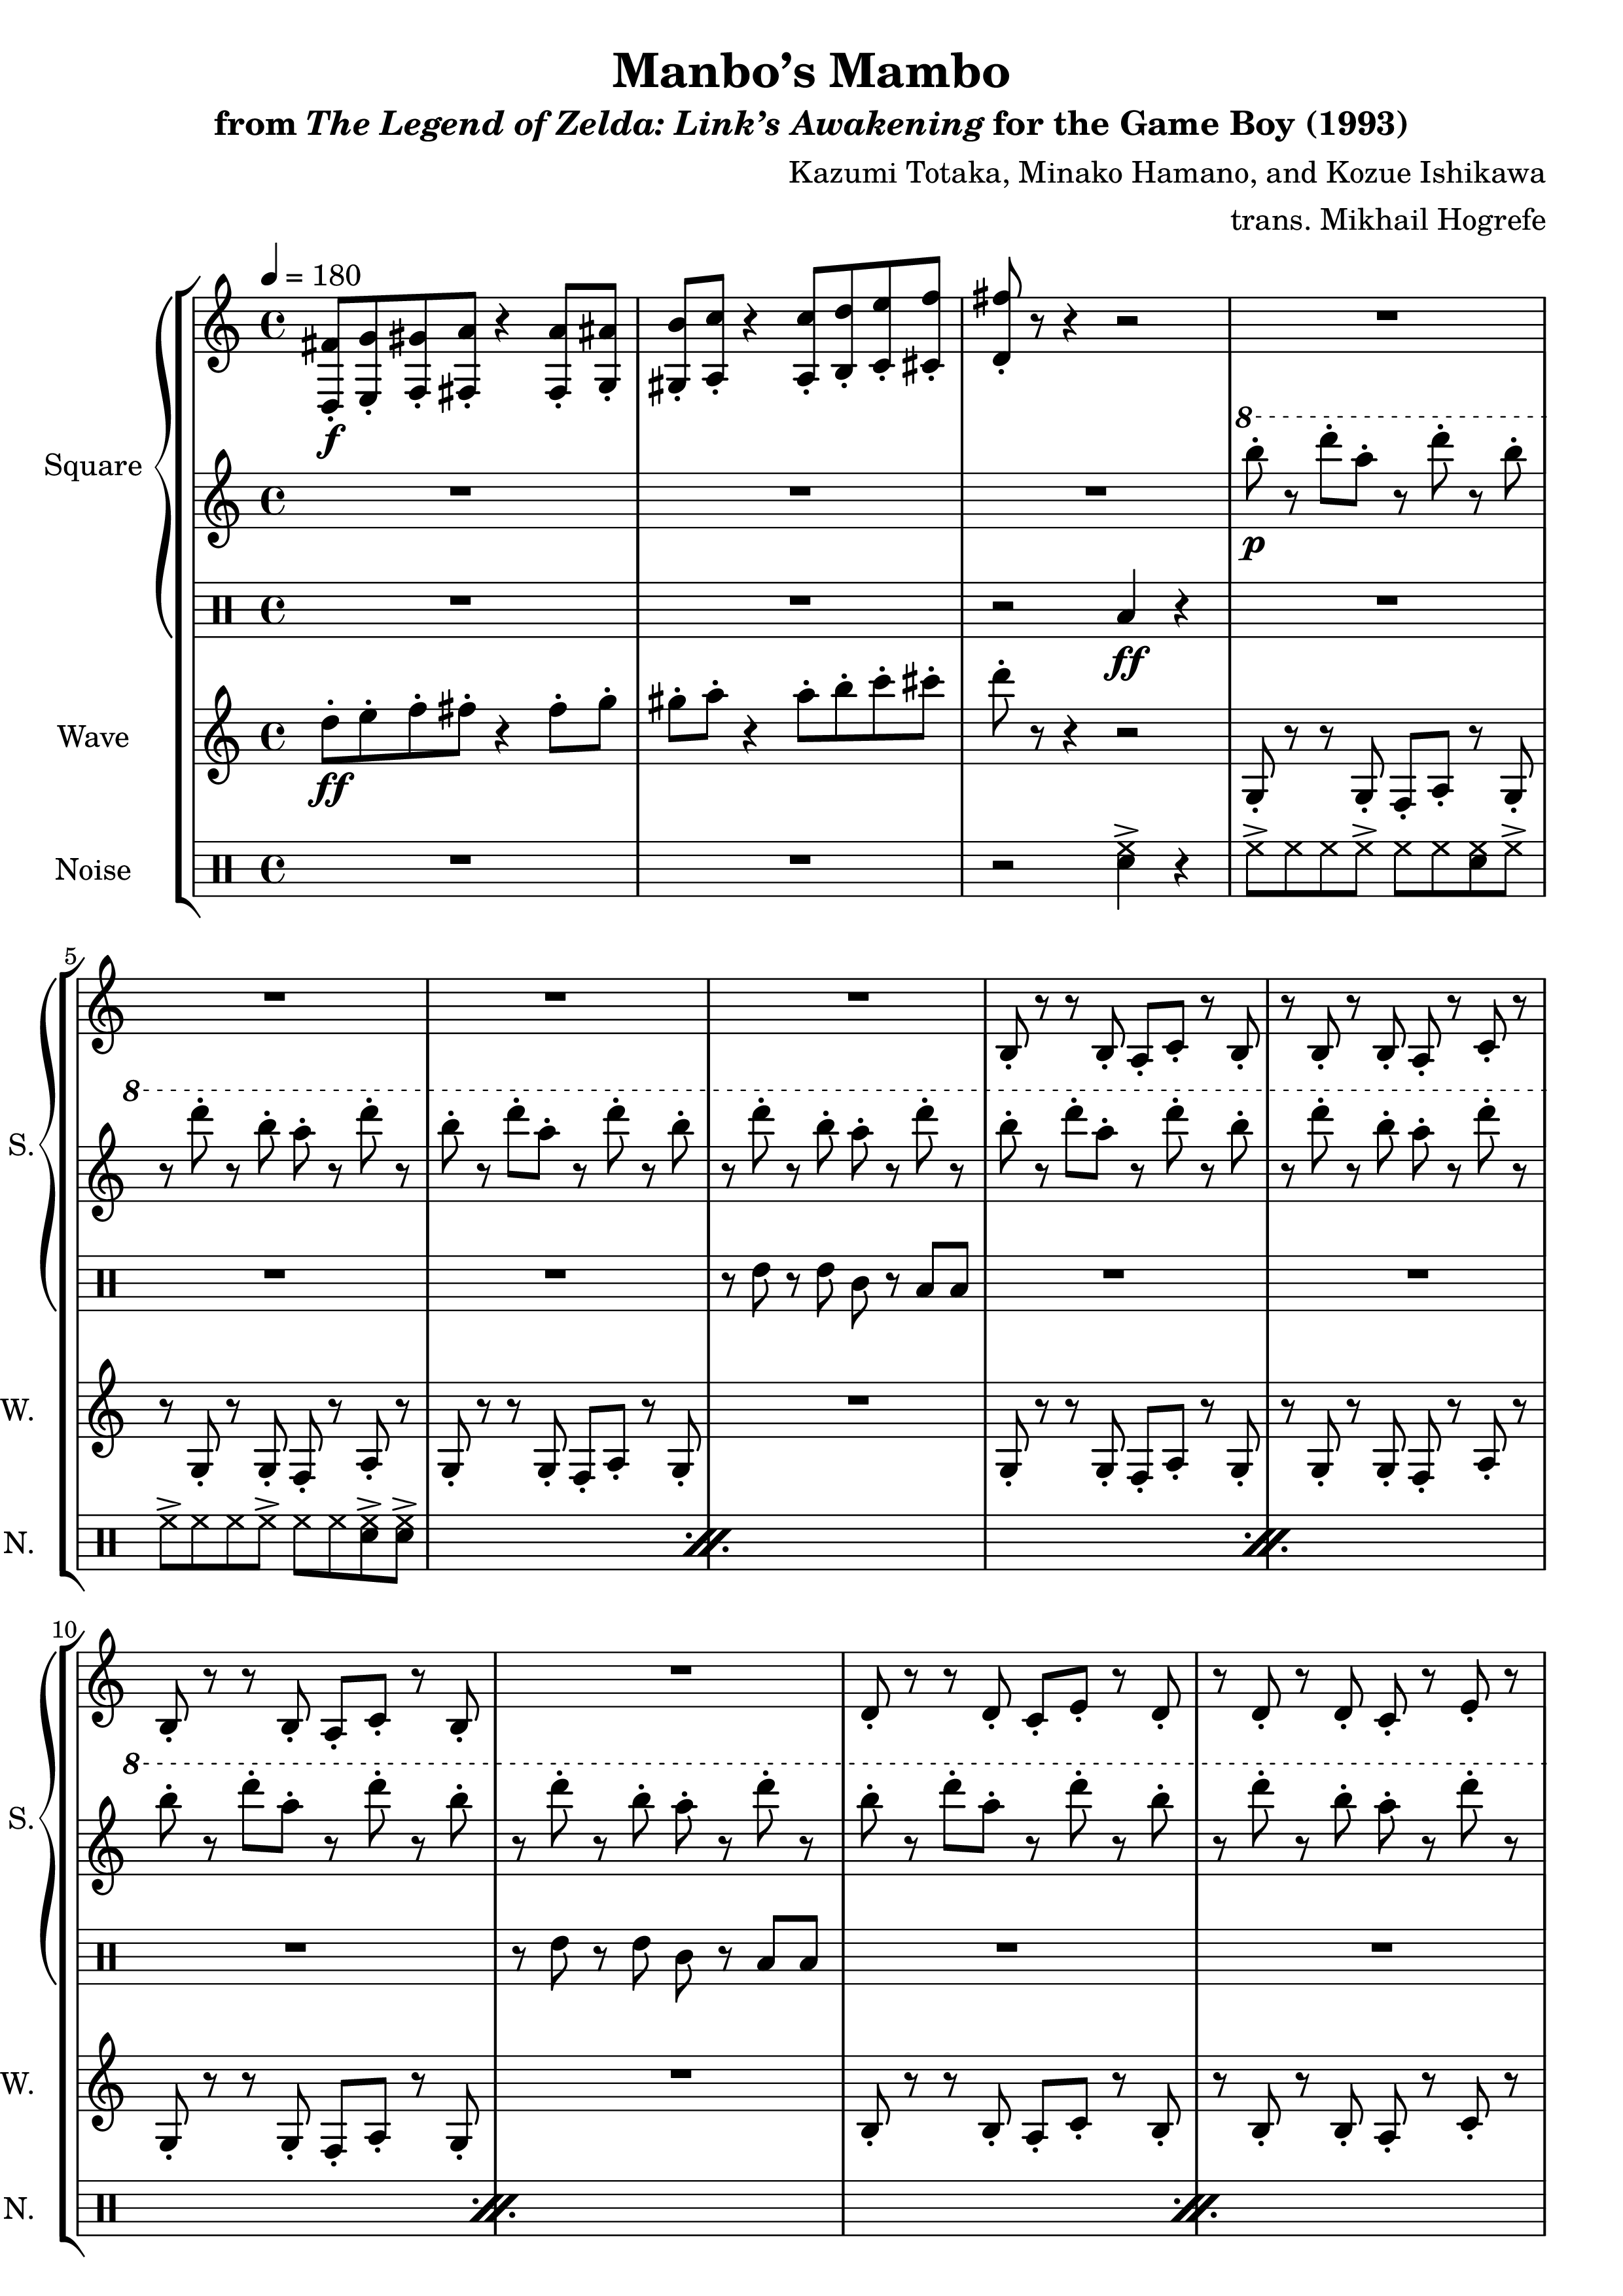 Manbo’s Mambo
from The Legend of Zelda: Link’s Awakening for the Game Boy (1993)
Kazumi Totaka, Minako Hamano, and Kozue Ishikawa
trans. Mikhail Hogrefe
= 180
f
Square
8
p
ff
Wave
ff
Noise
5
8
S.
W.
N.
10
8
S.
W.
N.